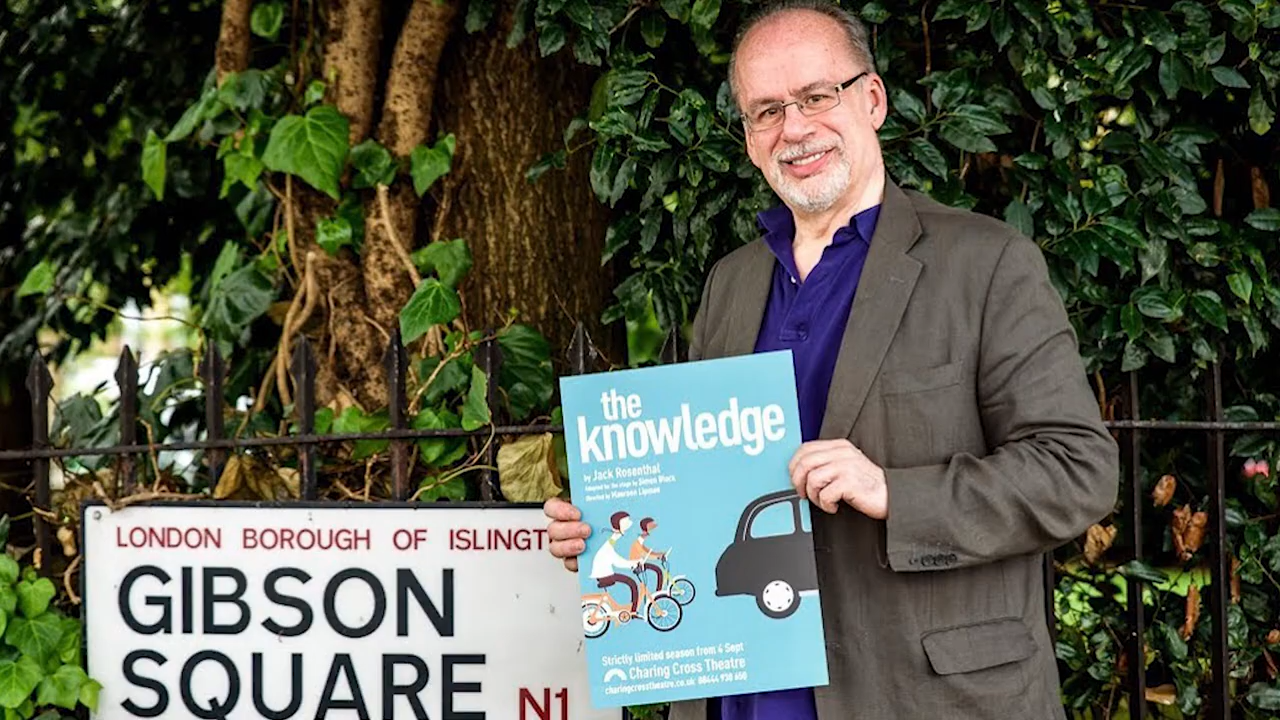 the
knowledge
by Jack Rosenthal
Adapted for the stage by Simon Block
Directed by Maureen Lipman
Strictly limited season from 4 Sept
Charing Cross Theatre
charingcrosstheatre.co.uk 08444 930 650
LONDON BOROUGH OF ISLINGT
GIBSON
SQUARE N1